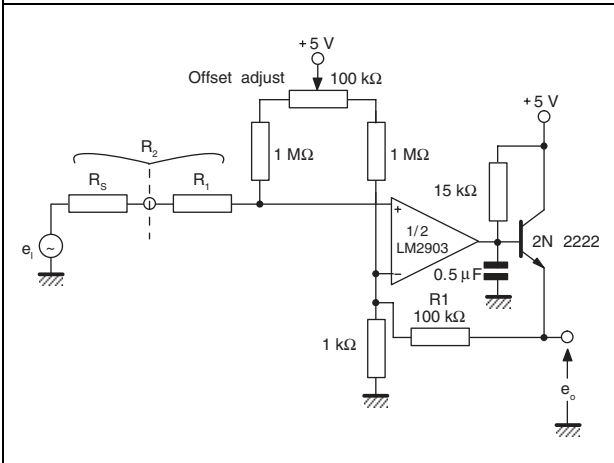 +5 V
Offset adjust 100 kΩ
+5 V
R2
1 MΩ
1 MΩ
RS
R1
15 kΩ
eI
+
1/2
LM2903
−
2N 2222
0.5 μF
R1
100 kΩ
1 kΩ
eo